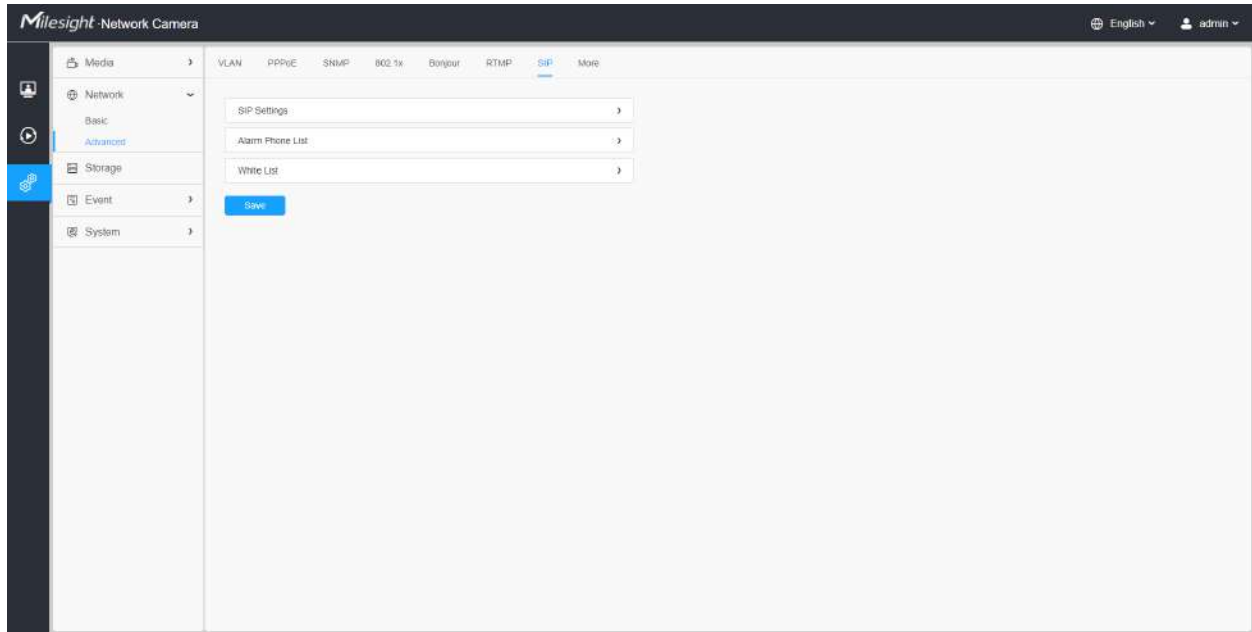 Milesight ·Network Camera
English
admin
Media
VLAN PPPoE SNMP 802.1x Bonjour RTMP SIP More
Network
Basic
Advanced
Storage
Event
System
SIP Settings
Alarm Phone List
White List
Save